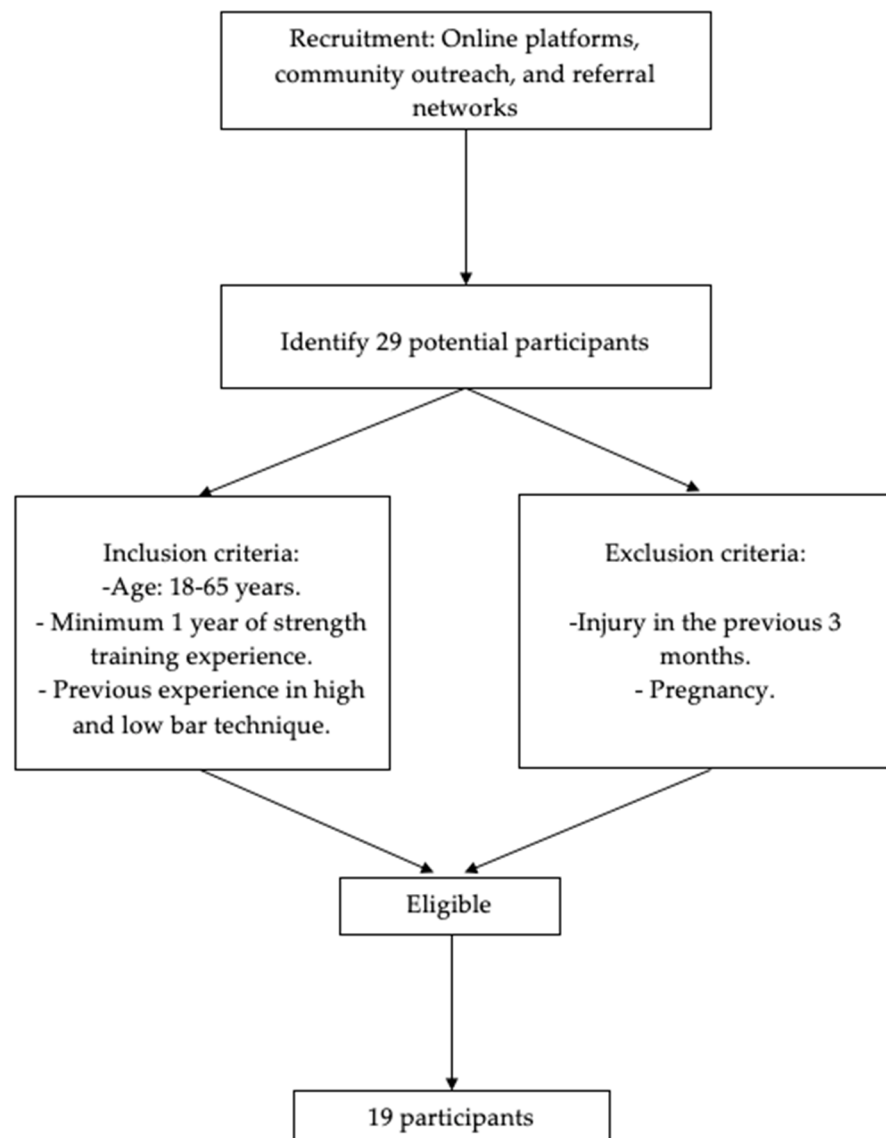 Recruitment: Online platforms,
community outreach, and referral
networks
Identify 29 potential participants
Inclusion criteria:
-Age: 18-65 years.
- Minimum 1 year of strength
training experience.
- Previous experience in high
and low bar technique.
Exclusion criteria:
-Injury in the previous 3
months.
- Pregnancy.
Eligible
19 participants